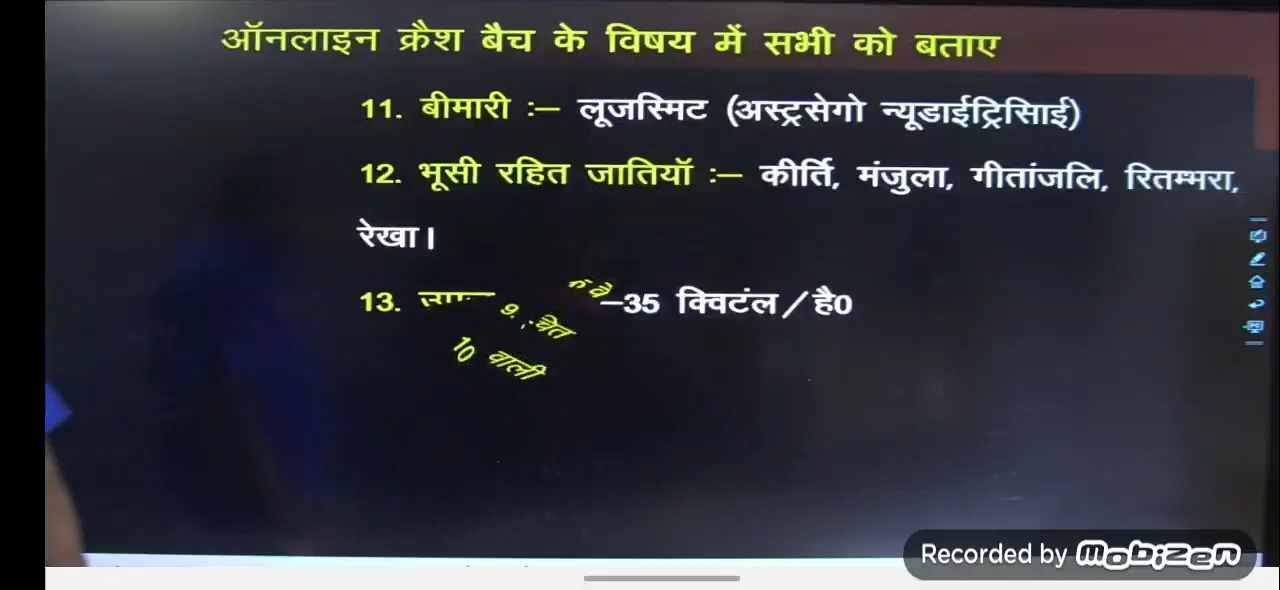 ऑनलाइन क्रैश बैच के विषय में सभी को बताए
11. बीमारी :– लूजस्मिट (अस्ट्रसेगो न्यूडाईट्रिसिाई)
12. भूसी रहित जातियॉ :– कीर्ति, मंजुला, गीतांजलि, रितम्भरा,
रेखा।
13. –35 क्विटंल/है0
9.
10 वाली
Recorded by Mobizen